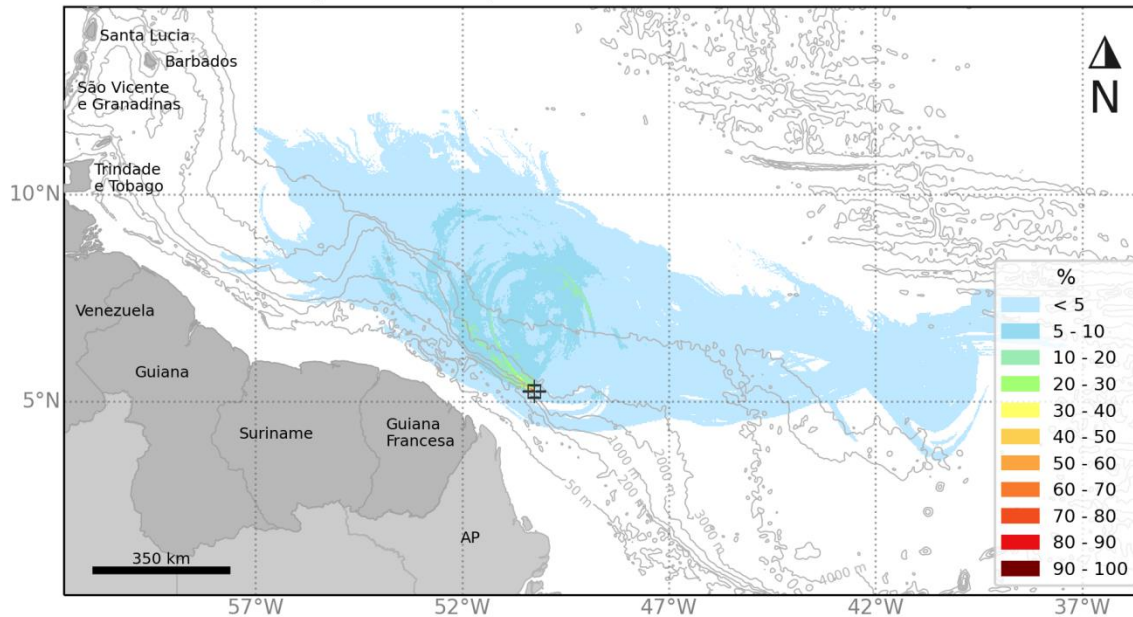 Santa Lucia
Barbados
São Vicente
e Granadinas
N
Trindade
e Tobago
10°N
%
< 5
5 - 10
10 - 20
20 - 30
30 - 40
40 - 50
50 - 60
60 - 70
70 - 80
80 - 90
90 - 100
Venezuela
Guiana
5°N
Suriname
Guiana
Francesa
50 m
200 m
1000 m
2000 m
3000 m
4000 m
AP
350 km
57°W
52°W
47°W
42°W
37°W